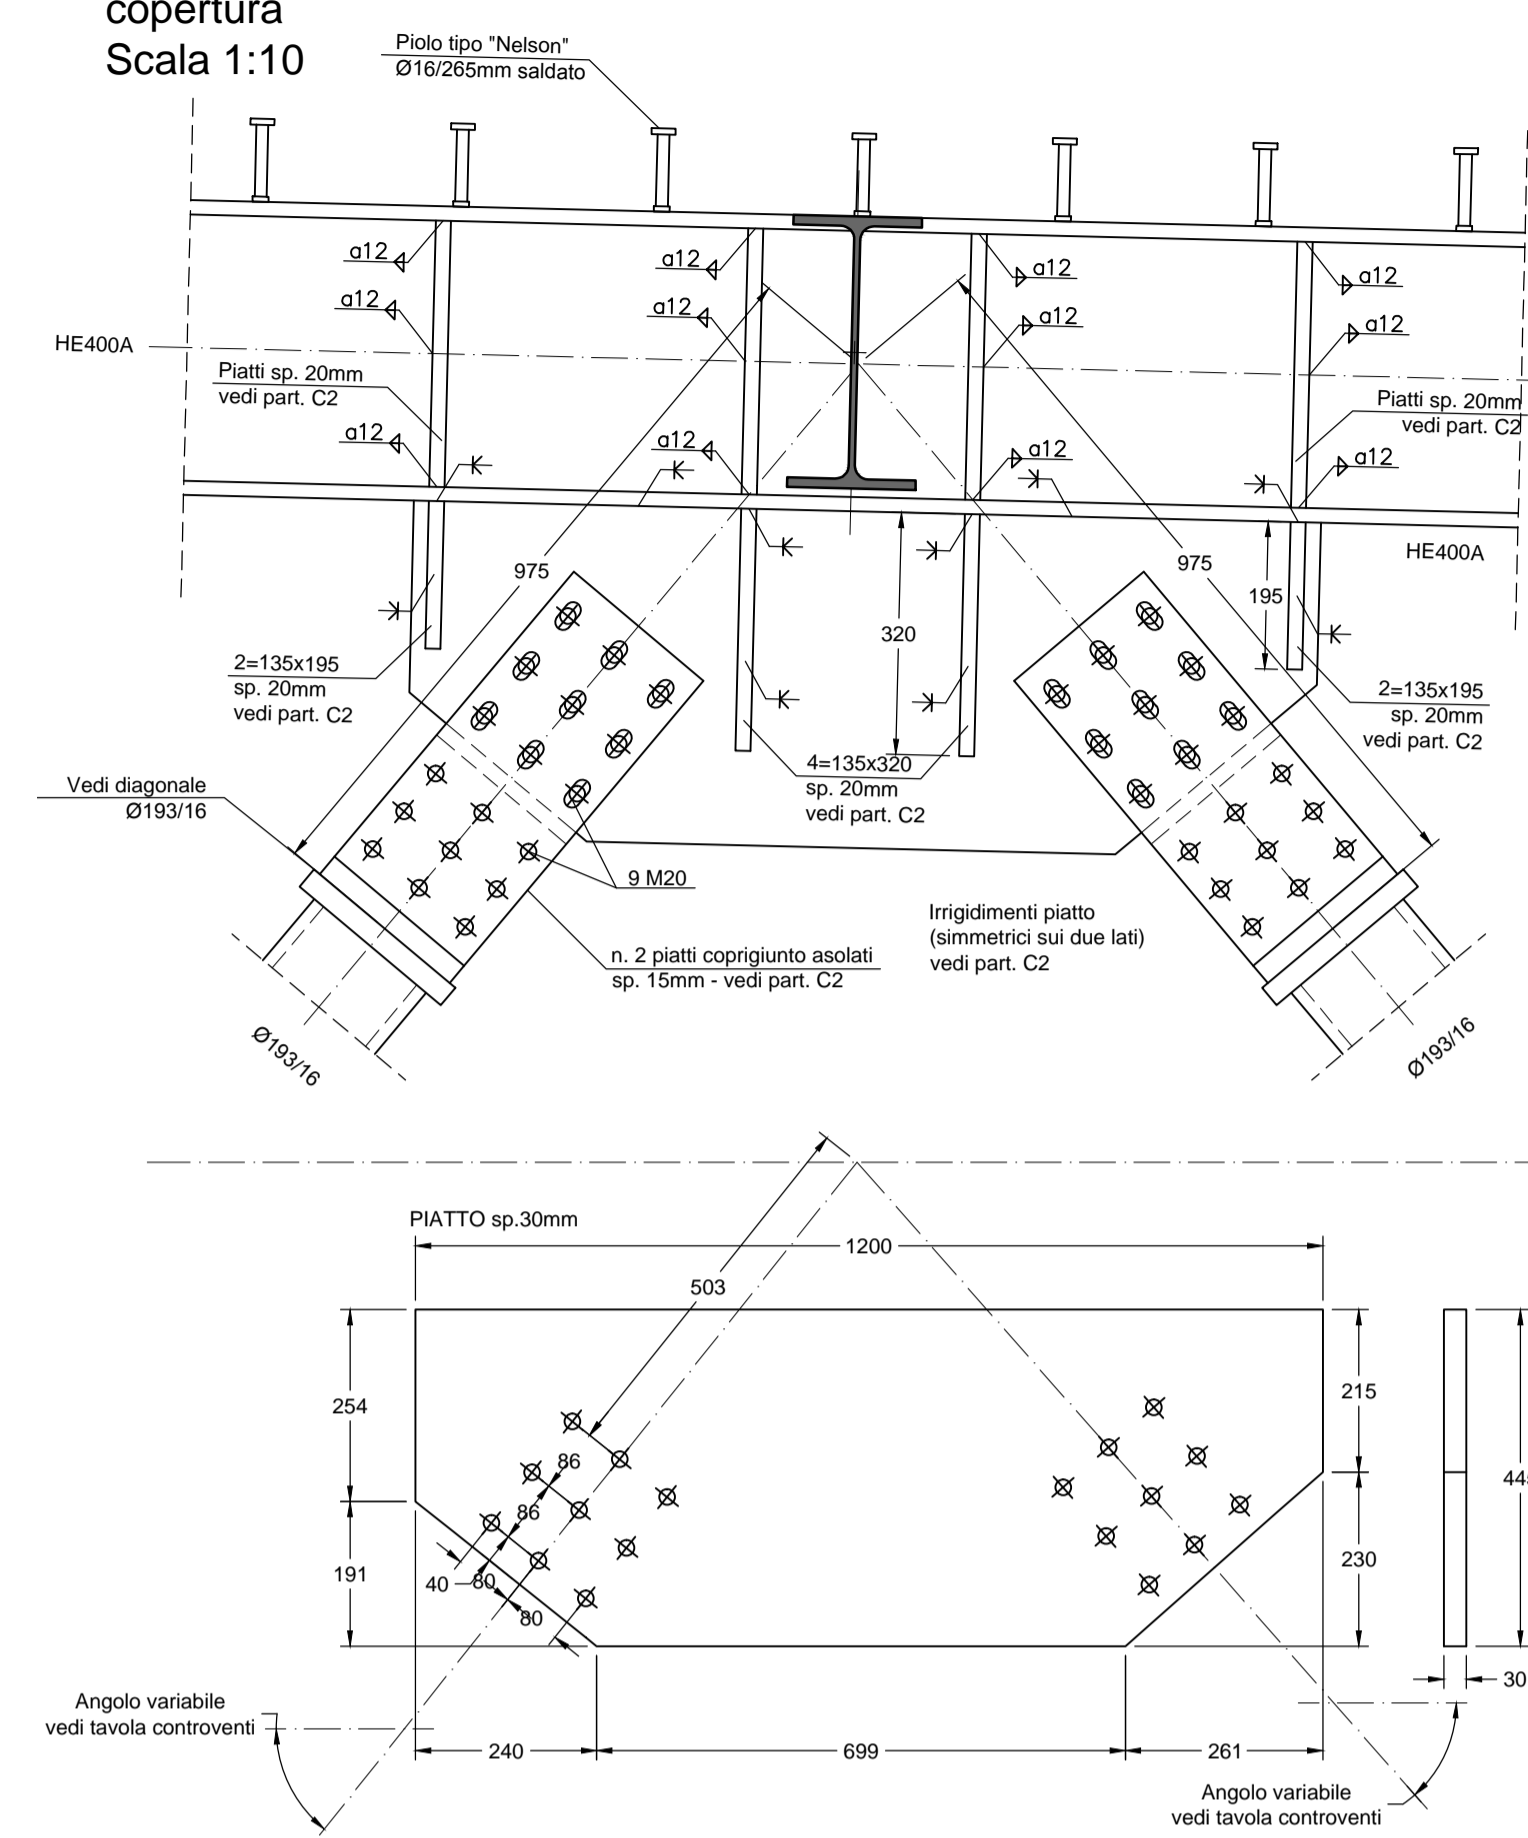 copertura
Scala 1:10
Piolo tipo "Nelson"
Ø16/265mm saldato
a12
a12
a12
a12
a12
a12
a12
a12
HE400A
Piatti sp. 20mm
vedi part. C2
Piatti sp. 20mm
vedi part. C2
a12
a12
a12
a12
HE400A
975
975
195
320
2=135x195
sp. 20mm
vedi part. C2
2=135x195
sp. 20mm
vedi part. C2
4=135x320
sp. 20mm
vedi part. C2
Vedi diagonale
Ø193/16
9 M20
Irrigidimenti piatto
(simmetrici sui due lati)
vedi part. C2
n. 2 piatti coprigiunto asolati
sp. 15mm - vedi part. C2
Ø193/16
Ø193/16
PIATTO sp.30mm
1200
503
254
215
86
86
191
40
80
80
230
30
Angolo variabile
vedi tavola controventi
240
699
261
Angolo variabile
vedi tavola controventi